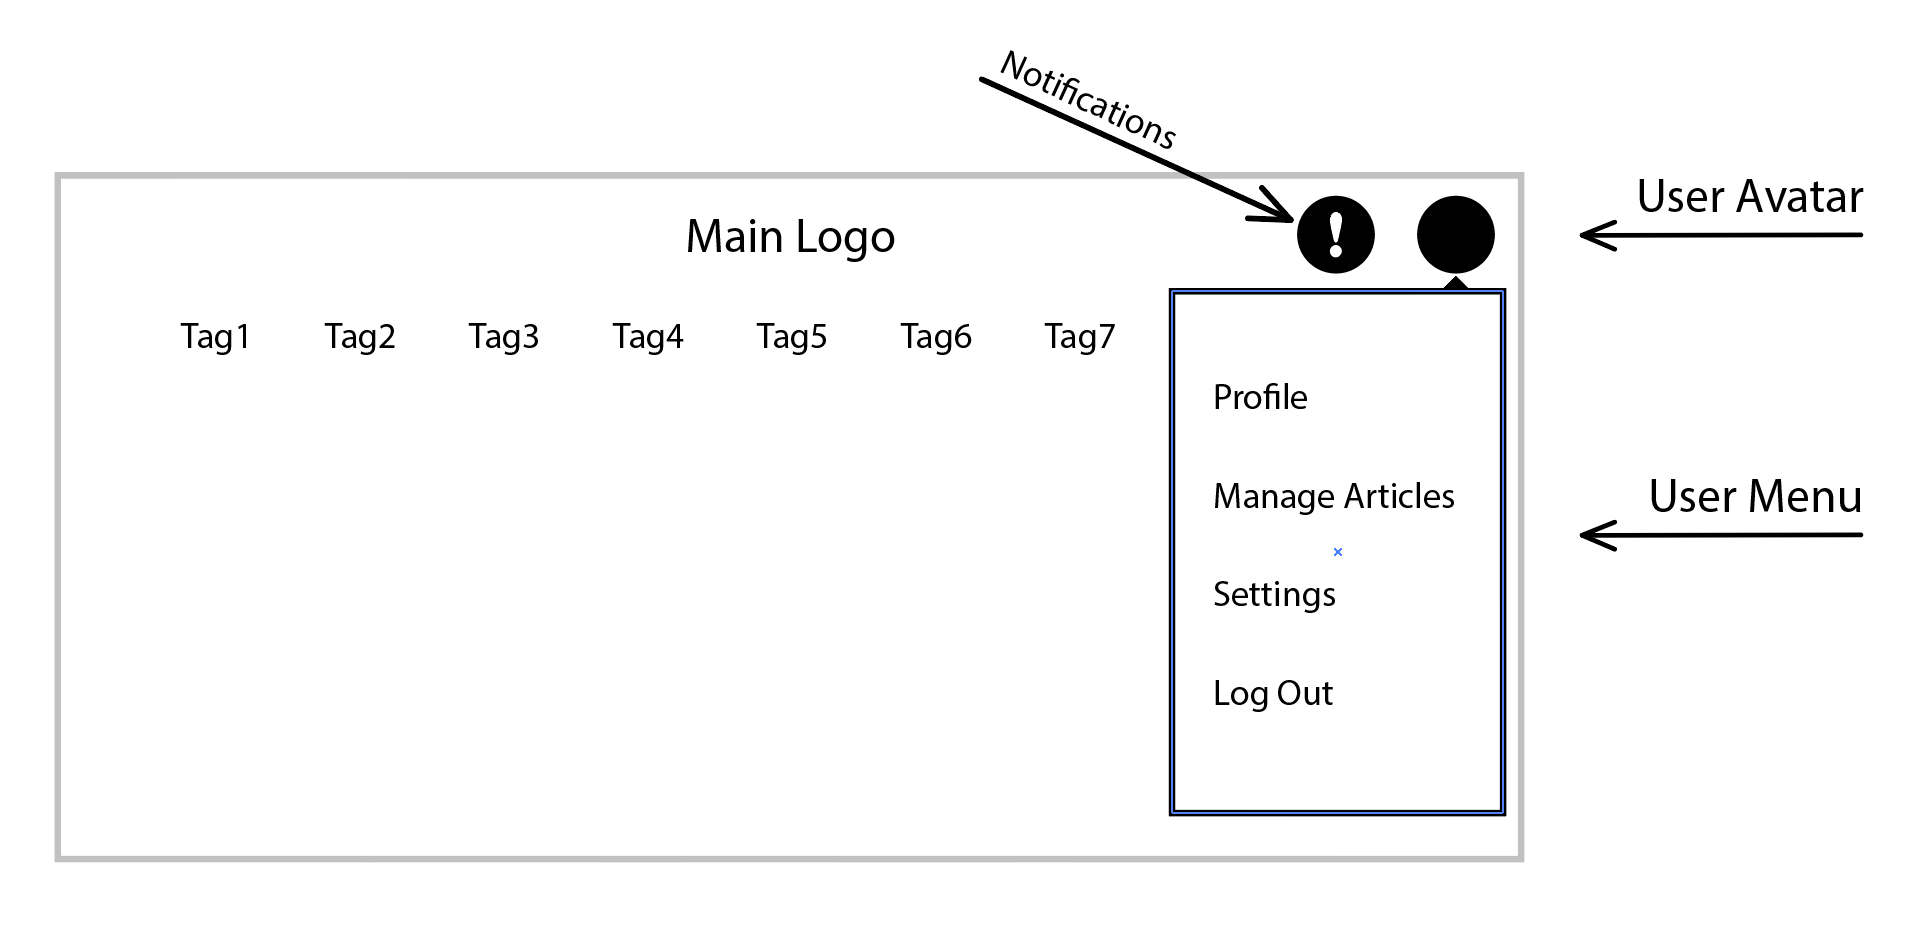 Notifications
User Avatar
Main Logo
!
Tag1 Tag2 Tag3 Tag4 Tag5 Tag6 Tag7
Profile
Manage Articles
User Menu
Settings
Log Out